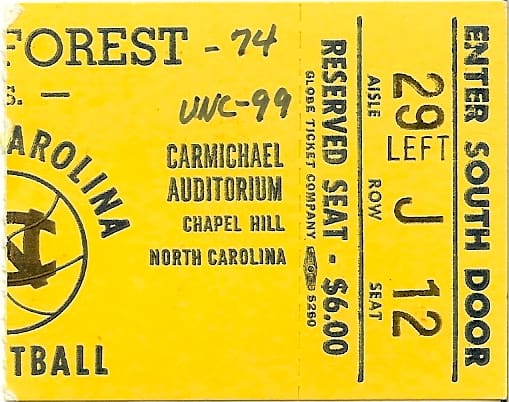 FOREST - 74
S. —
UNC-99
AROLINA
NC
TBALL
CARMICHAEL
AUDITORIUM
CHAPEL HILL
NORTH CAROLINA
GLOBE TICKET COMPANY 5260
RESERVED SEAT - $6.00
AISLE ROW SEAT
29 LEFT J 12
ENTER SOUTH DOOR